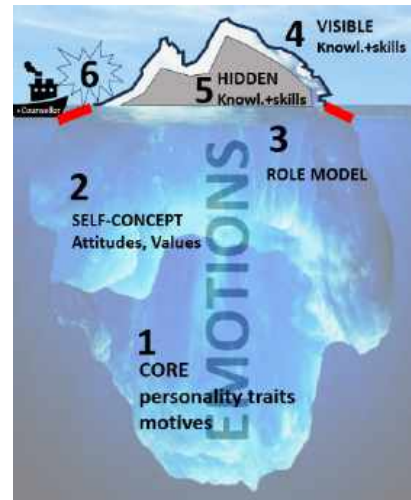 4 VISIBLE
Knowl.+skills
6
HIDDEN
5 Knowl.+skills
Counsellor
3
ROLE MODEL
2
SELF-CONCEPT
Attitudes, Values
EMOTIONS
1
CORE
personality traits
motives